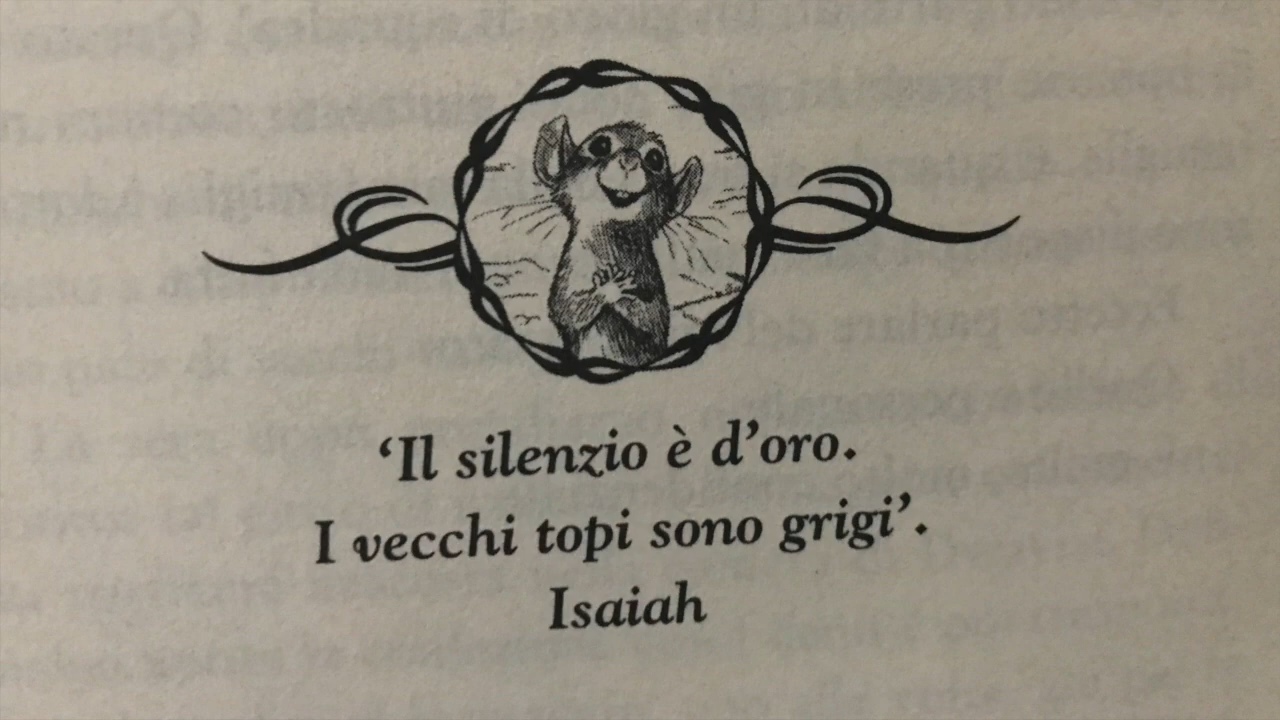 ‘Il silenzio è d’oro.
I vecchi topi sono grigi’.
Isaiah